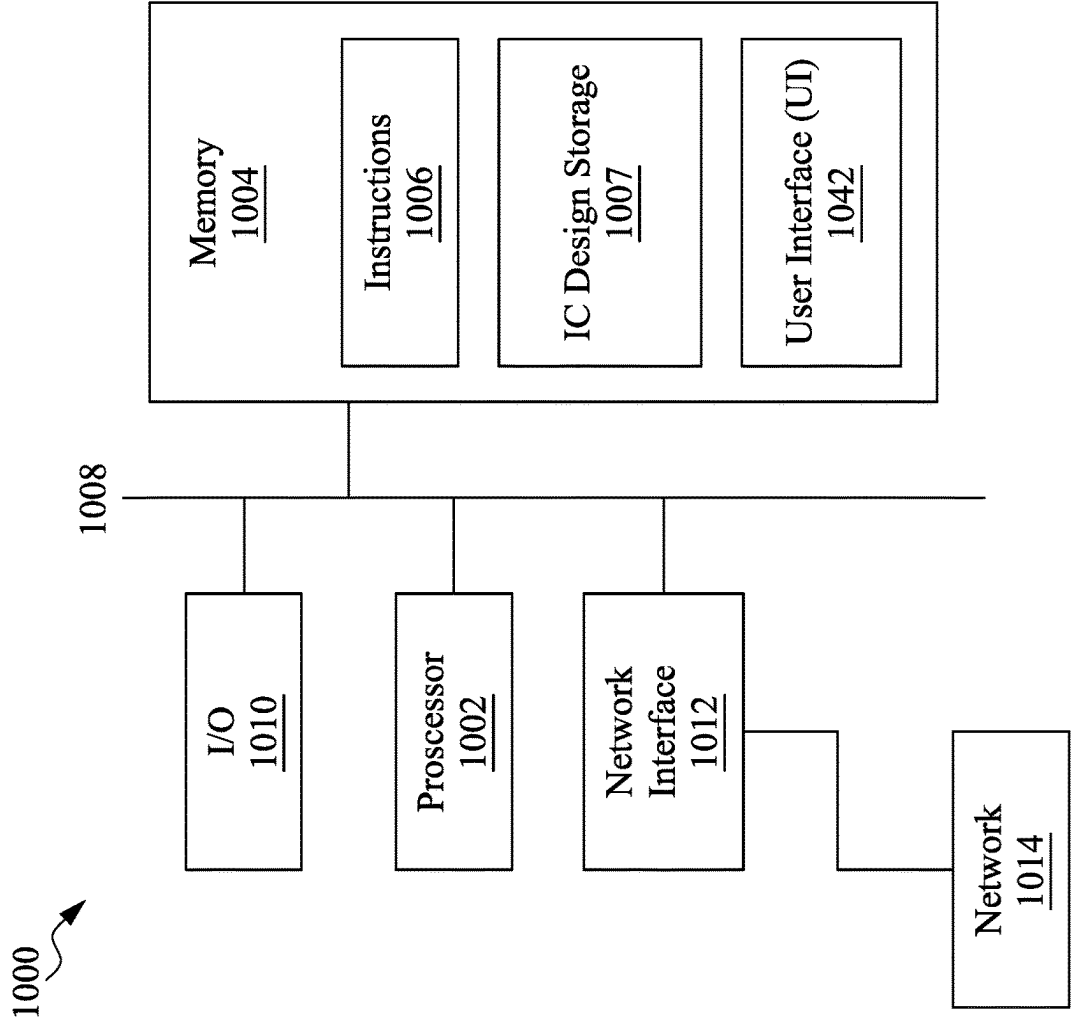 1000
I/O
1010
Proscessor
1002
Network
Interface
1012
Network
1014
1008
Memory
1004
Instructions
1006
IC Design Storage
1007
User Interface (UI)
1042